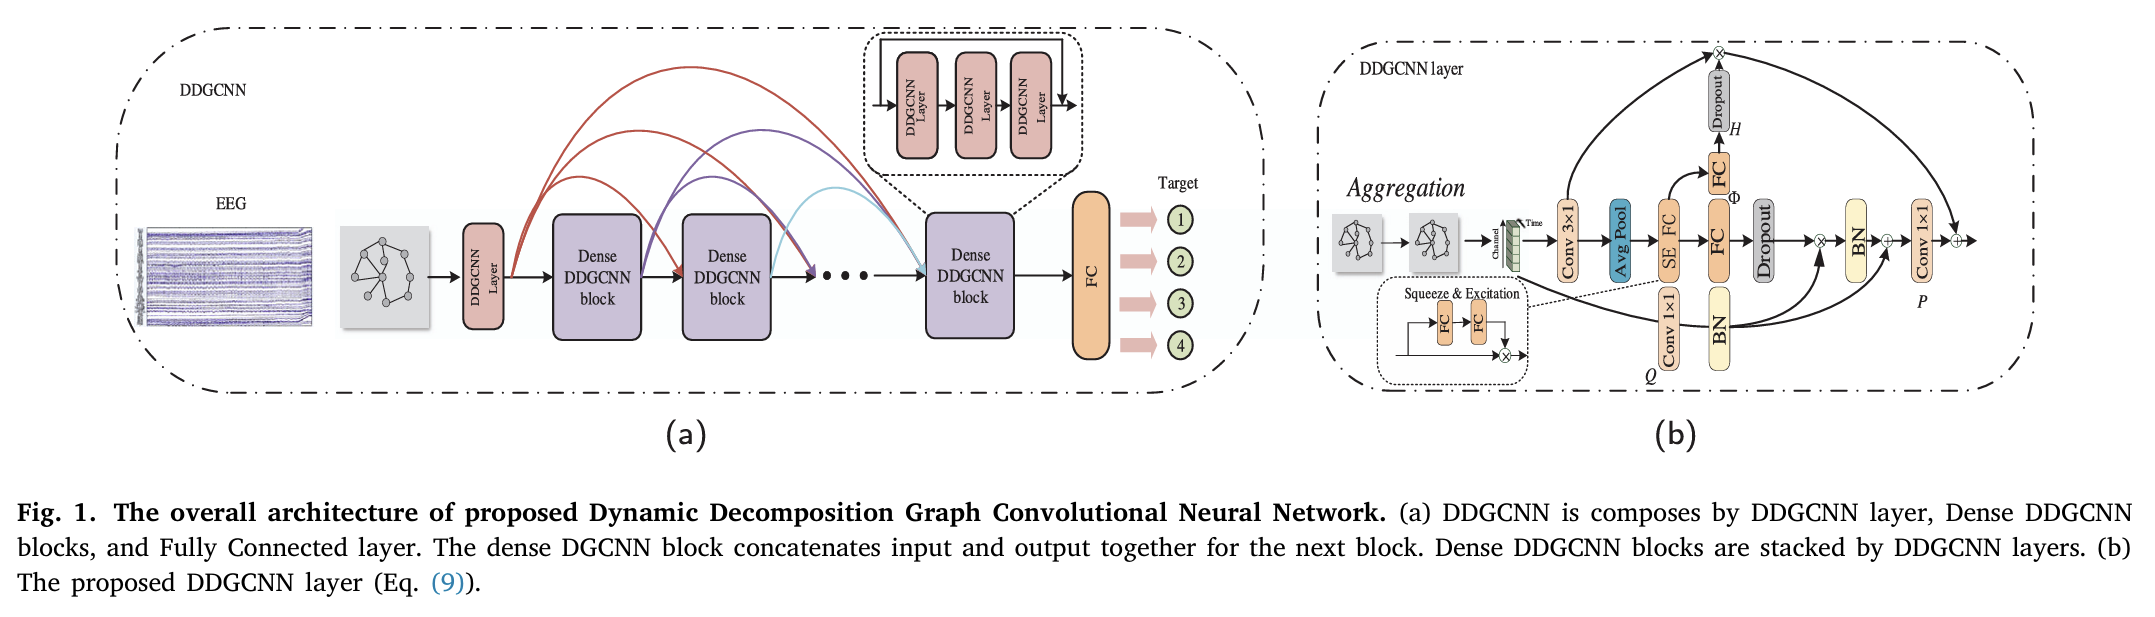 DDGCNN
EEG
DDGCNN
Layer
Dense
DDGCNN
block
Dense
DDGCNN
block
DDGCNN
Layer
DDGCNN
Layer
DDGCNN
Layer
Dense
DDGCNN
block
FC
Target
1
2
3
4
(a)
DDGCNN layer
Aggregation
Channel
Time
Conv 3×1
Avg Pool
SE FC
FC
Φ
FC
H
Dropout
Dropout
BN
Conv 1×1
P
Squeeze & Excitation
FC
FC
Conv 1×1
Q
BN
(b)
Fig. 1. The overall architecture of proposed Dynamic Decomposition Graph Convolutional Neural Network. (a) DDGCNN is composes by DDGCNN layer, Dense DDGCNN
blocks, and Fully Connected layer. The dense DGCNN block concatenates input and output together for the next block. Dense DDGCNN blocks are stacked by DDGCNN layers. (b)
The proposed DDGCNN layer (Eq. (9)).